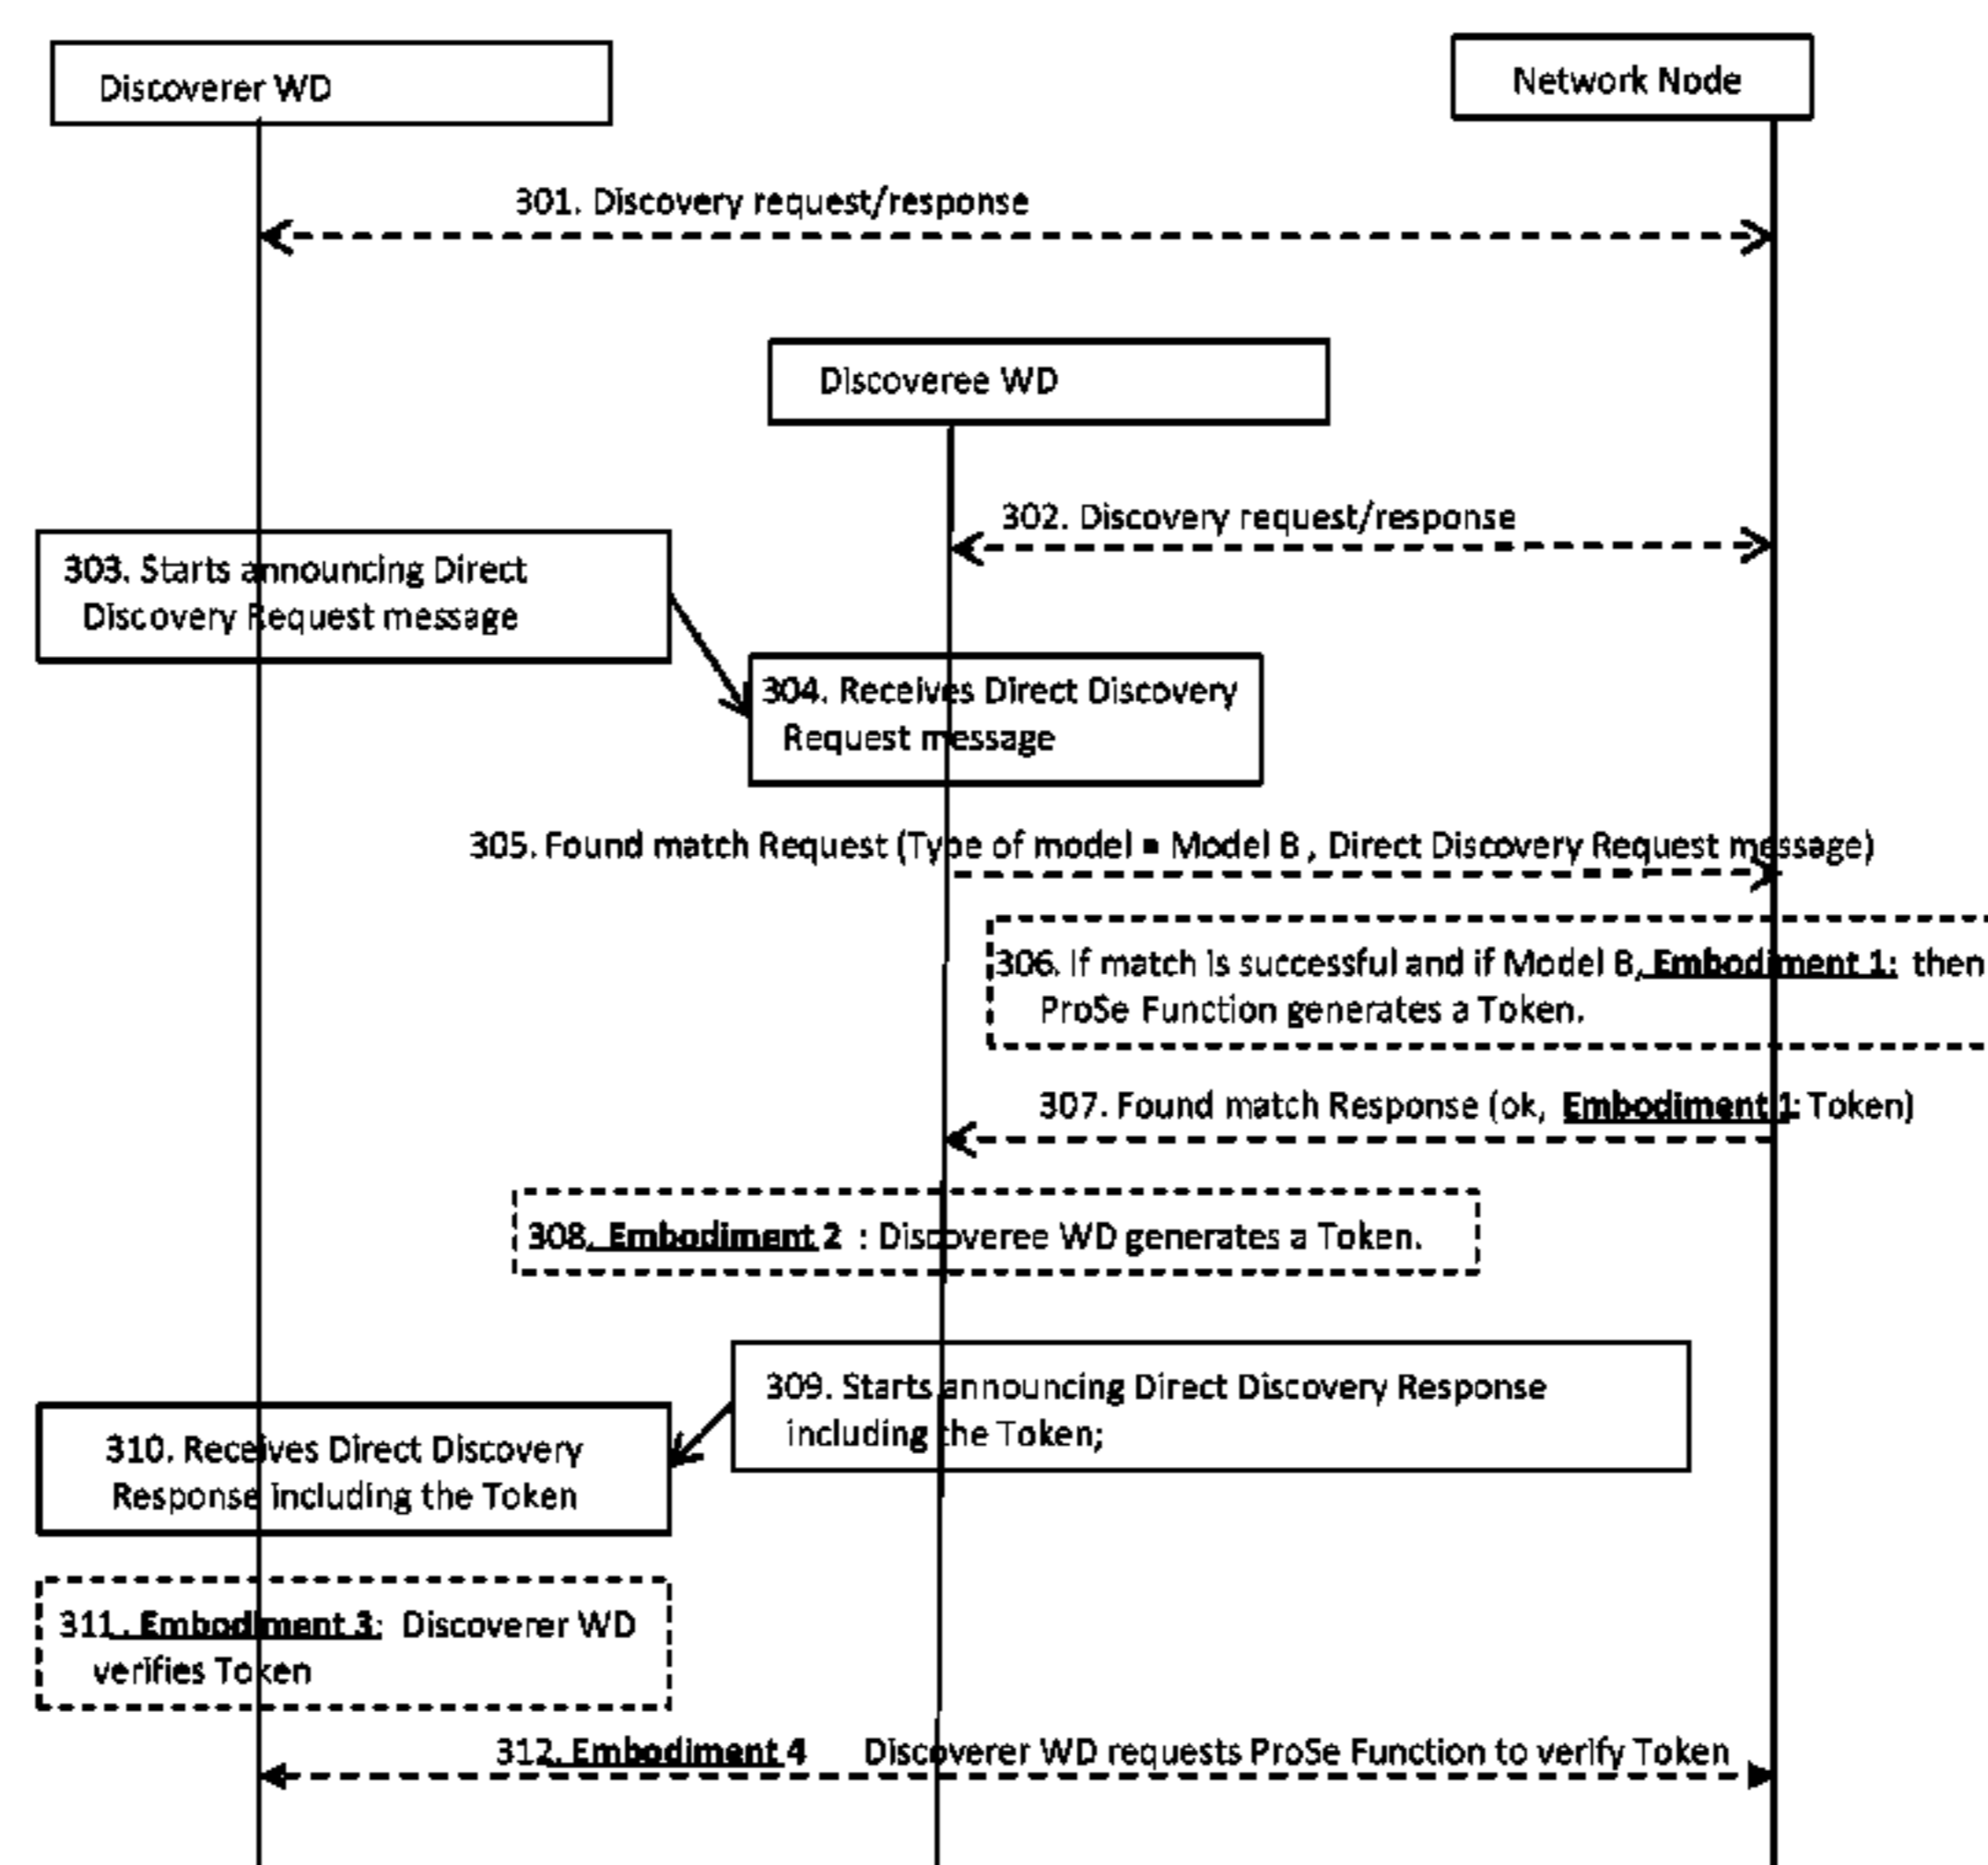 Discoverer WD
Network Node
301. Discovery request/response
Discoveree WD
302. Discovery request/response
303. Starts announcing Direct
Discovery Request message
304. Receives Direct Discovery
Request message
305. Found match Request (Type of model = Model B , Direct Discovery Request message)
306. If match is successful and if Model B, Embodiment 1: then
ProSe Function generates a Token.
307. Found match Response (ok, Embodiment 1: Token)
308. Embodiment 2 : Discoveree WD generates a Token.
309. Starts announcing Direct Discovery Response
including the Token;
310. Receives Direct Discovery
Response including the Token
311. Embodiment 3: Discoverer WD
verifies Token
312. Embodiment 4 Discoverer WD requests ProSe Function to verify Token